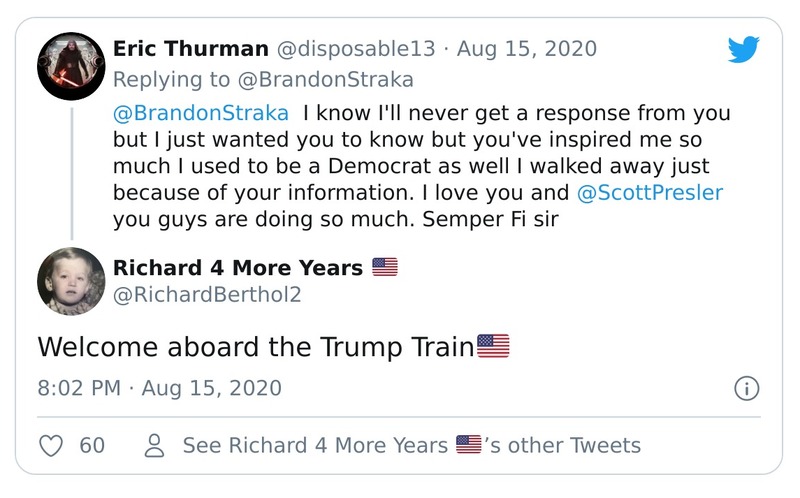 Eric Thurman @disposable13 · Aug 15, 2020
Replying to @BrandonStraka
@BrandonStraka I know I'll never get a response from you
but I just wanted you to know but you've inspired me so
much I used to be a Democrat as well I walked away just
because of your information. I love you and @ScottPresler
you guys are doing so much. Semper Fi sir
Richard 4 More Years 🇺🇸
@RichardBerthol2
Welcome aboard the Trump Train🇺🇸
8:02 PM · Aug 15, 2020
60
See Richard 4 More Years 🇺🇸’s other Tweets